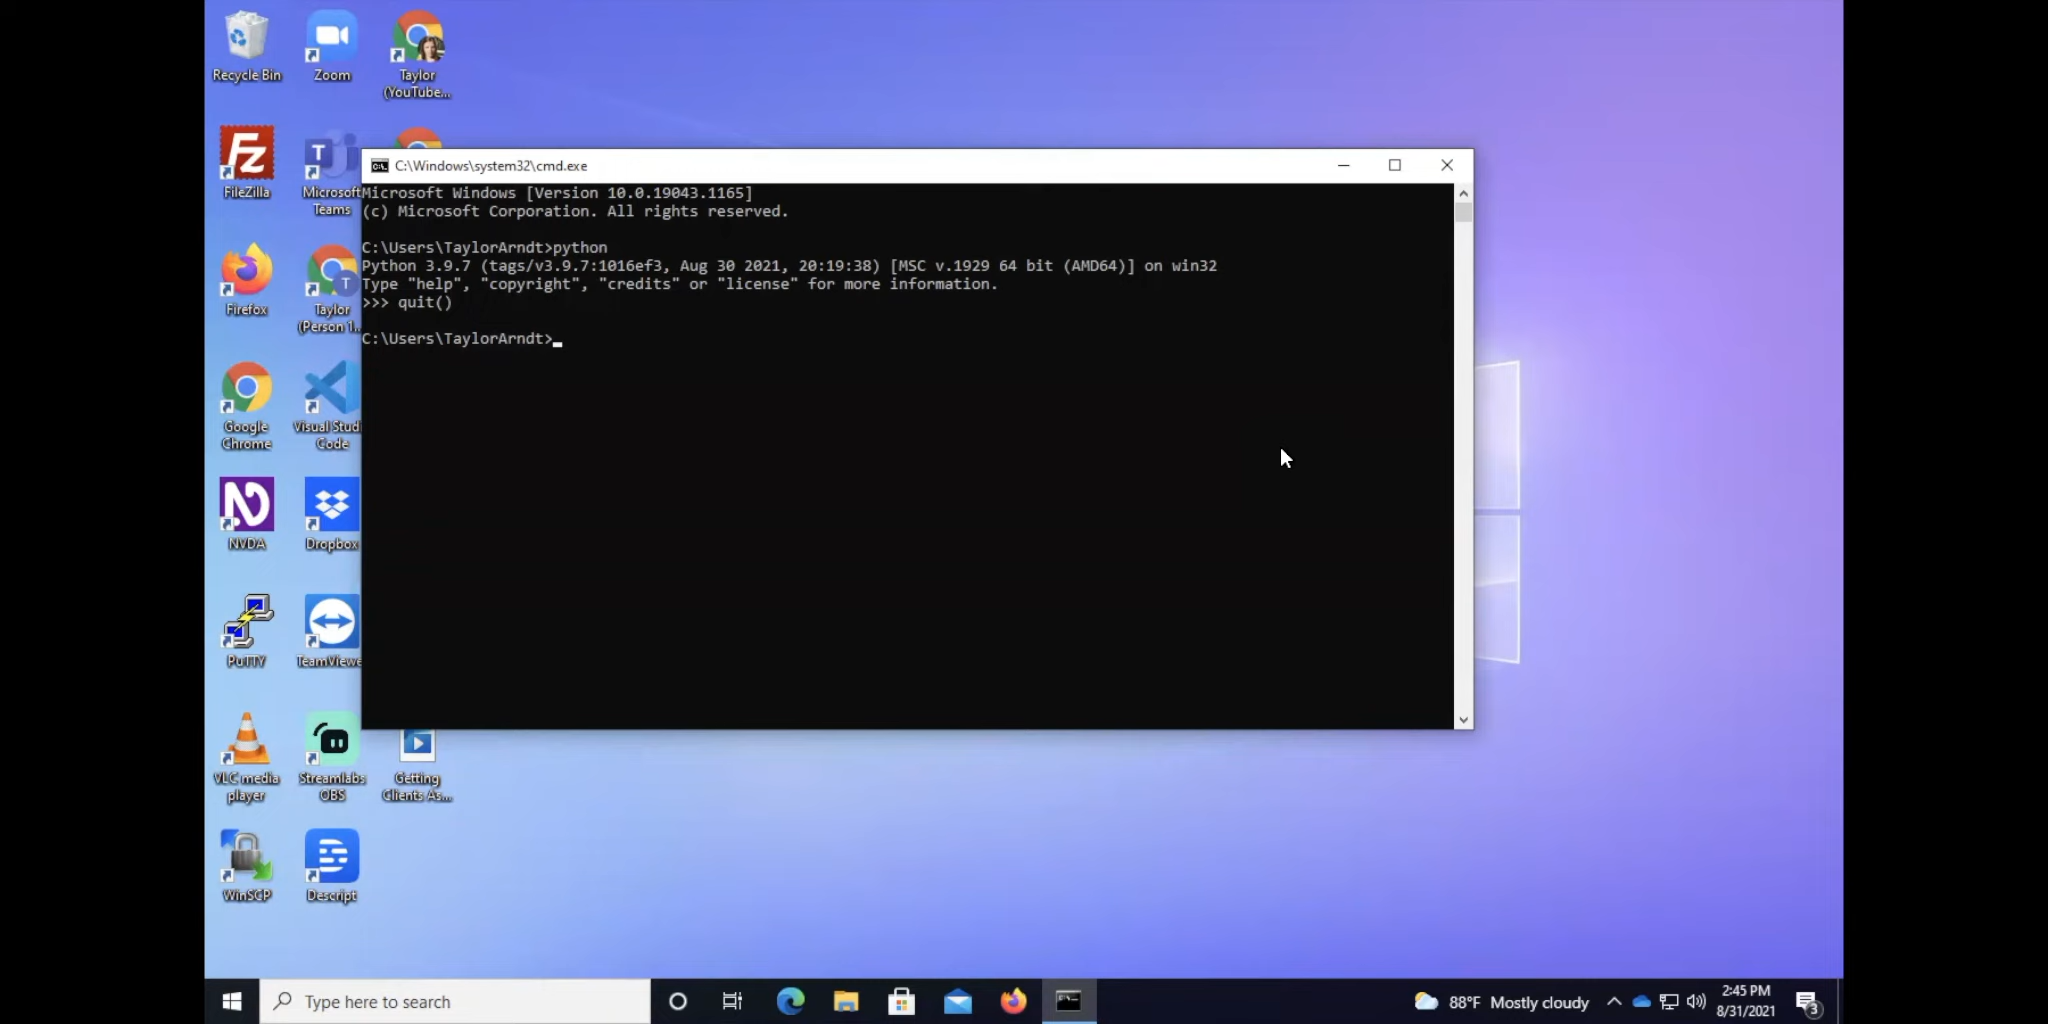 Recycle Bin
Zoom
Taylor
(YouTube...
FileZilla
Microsoft
Teams
Firefox
Taylor
(Person 1...
Google
Chrome
Visual Studi
Code
NVDA
Dropbox
PuTTY
TeamViewe
VLC media
player
Streamlabs
OBS
Getting
Clients As...
WinSCP
Descript
C:\Windows\system32\cmd.exe
Microsoft Windows [Version 10.0.19043.1165]
(c) Microsoft Corporation. All rights reserved.
C:\Users\TaylorArndt>python
Python 3.9.7 (tags/v3.9.7:1016ef3, Aug 30 2021, 20:19:38) [MSC v.1929 64 bit (AMD64)] on win32
Type "help", "copyright", "credits" or "license" for more information.
>>> quit()
C:\Users\TaylorArndt>
Type here to search
88°F Mostly cloudy
2:45 PM
8/31/2021
3